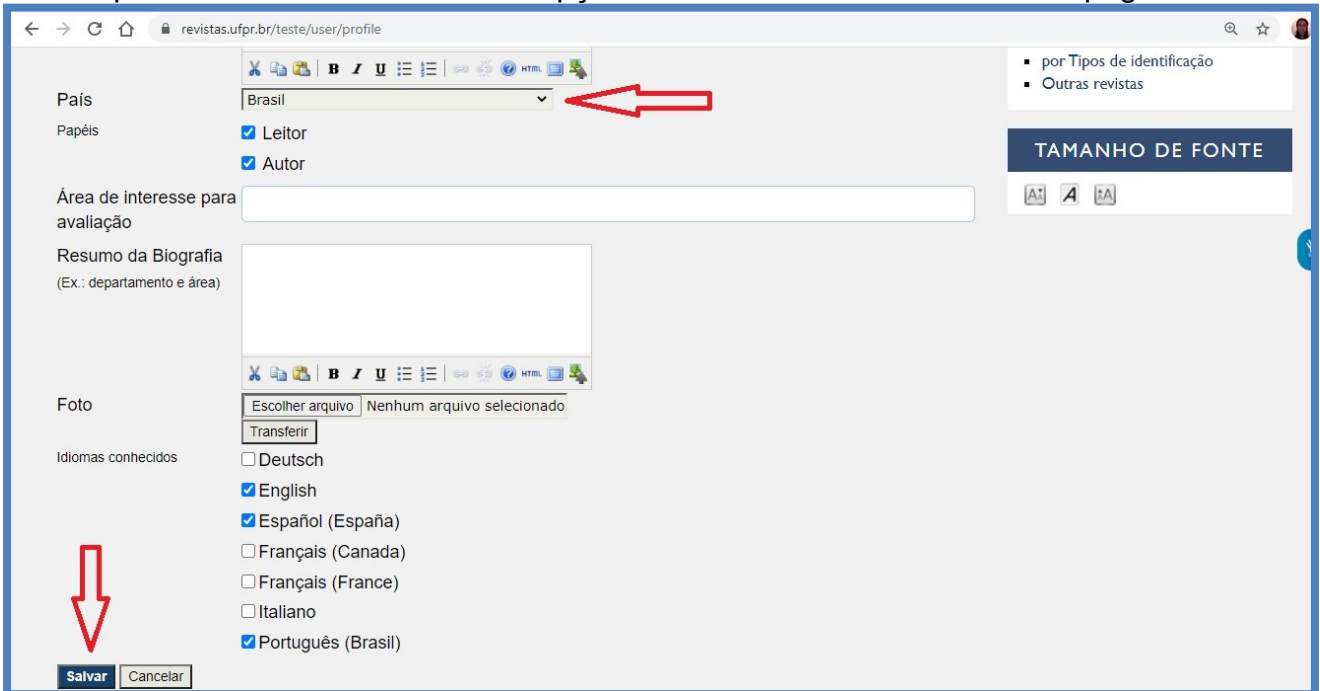 revistas.ufpr.br/teste/user/profile
HTML
por Tipos de identificação
Outras revistas
País
Brasil
Papéis
Leitor
Autor
TAMANHO DE FONTE
Área de interesse para
avaliação
Resumo da Biografia
(Ex.: departamento e área)
B I U HTML
Foto
Escolher arquivo Nenhum arquivo selecionado
Transferir
Idiomas conhecidos
Deutsch
English
Español (España)
Français (Canada)
Français (France)
Italiano
Português (Brasil)
Salvar Cancelar